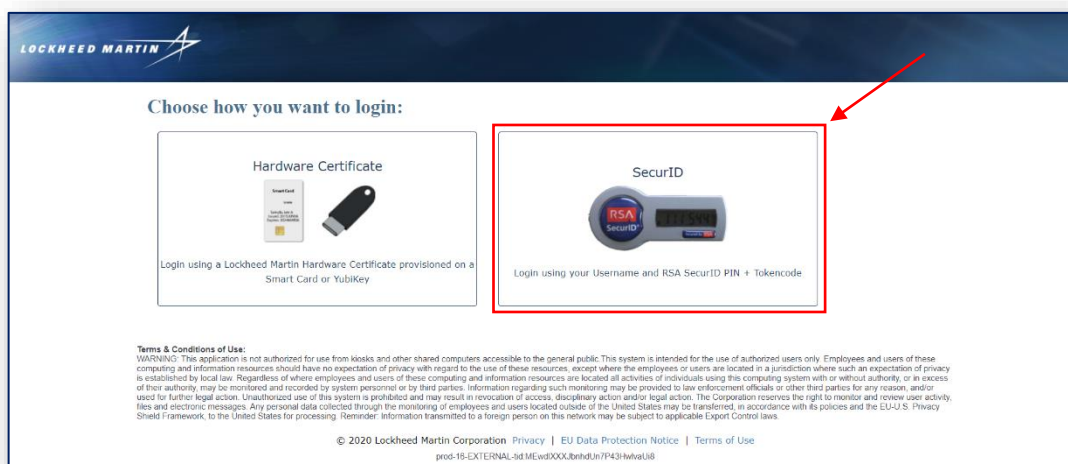 LOCKHEED MARTIN
Choose how you want to login:
Hardware Certificate
Smart Card
Login using a Lockheed Martin Hardware Certificate provisioned on a
Smart Card or YubiKey
SecurID
RSA
SecurID
Login using your Username and RSA SecurID PIN + Tokencode
Terms & Conditions of Use:
WARNING: This application is not authorized for use from kiosks and other shared computers accessible to the general public.This system is intended for the use of authorized users only. Employees and users of these
computing and information resources should have no expectation of privacy with regard to the use of these resources, except where the employees or users are located in a jurisdiction where such an expectation of privacy
is established by local law. Regardless of where employees and users of these computing and information resources are located all activities of individuals using this computing system with or without authority, or in excess
of their authority, may be monitored and recorded by system personnel or by third parties. Information regarding such monitoring may be provided to law enforcement officials or other third parties for any reason, and/or
used for further legal action. Unauthorized use of this system is prohibited and may result in revocation of access, disciplinary action and/or legal action. The Corporation reserves the right to monitor and review user activity,
files and electronic messages. Any personal data collected through the monitoring of employees and users located outside of the United States may be transferred, in accordance with its policies and the EU-U.S. Privacy
Shield Framework, to the United States for processing. Reminder: Information transmitted to a foreign person on this network may be subject to applicable Export Control laws.
© 2020 Lockheed Martin Corporation Privacy | EU Data Protection Notice | Terms of Use